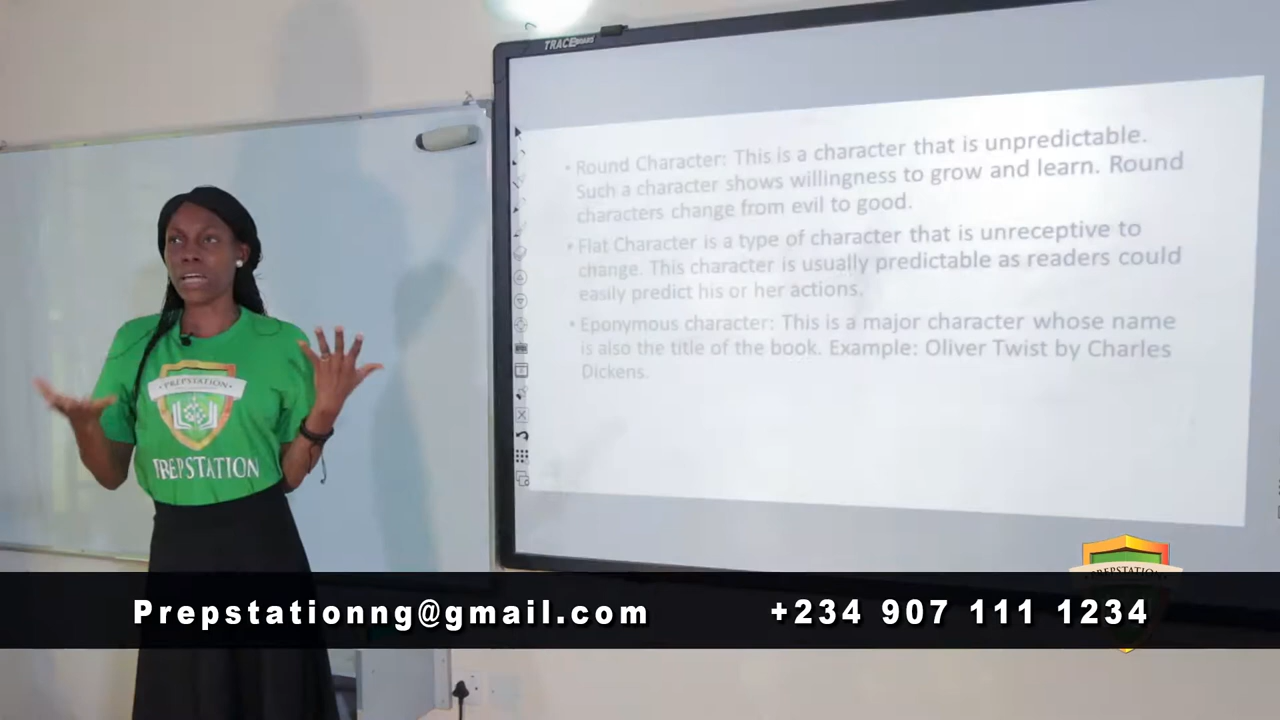 TRACE
• Round Character: This is a character that is unpredictable.
Such a character shows willingness to grow and learn. Round
characters change from evil to good.
• Flat Character is a type of character that is unreceptive to
change. This character is usually predictable as readers could
easily predict his or her actions.
• Eponymous character: This is a major character whose name
is also the title of the book. Example: Oliver Twist by Charles
Dickens.
PREPSTATION
PREPSTATION
PREPSTATION
Prepstationng@gmail.com
+234 907 111 1234